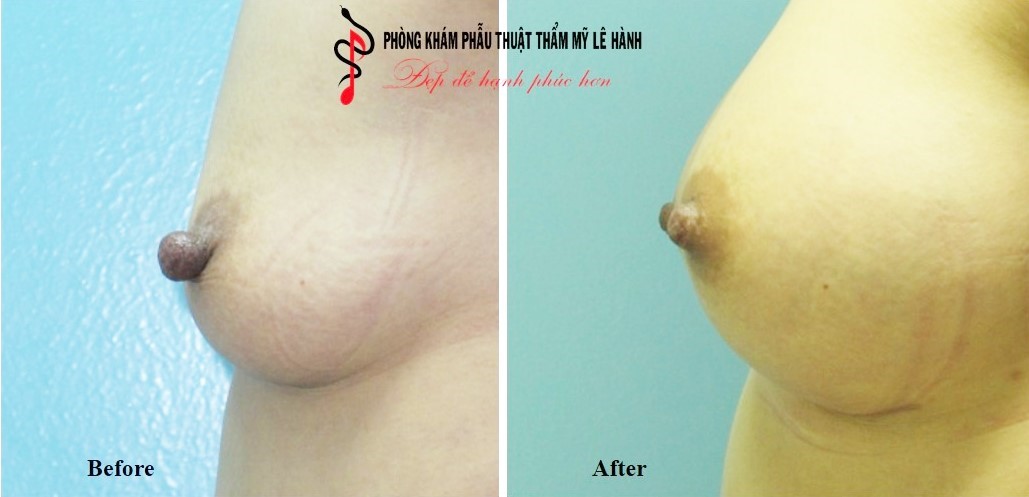 PHÒNG KHÁM PHẪU THUẬT THẨM MỸ LÊ HÀNH
Đẹp để hạnh phúc hơn
Before
After